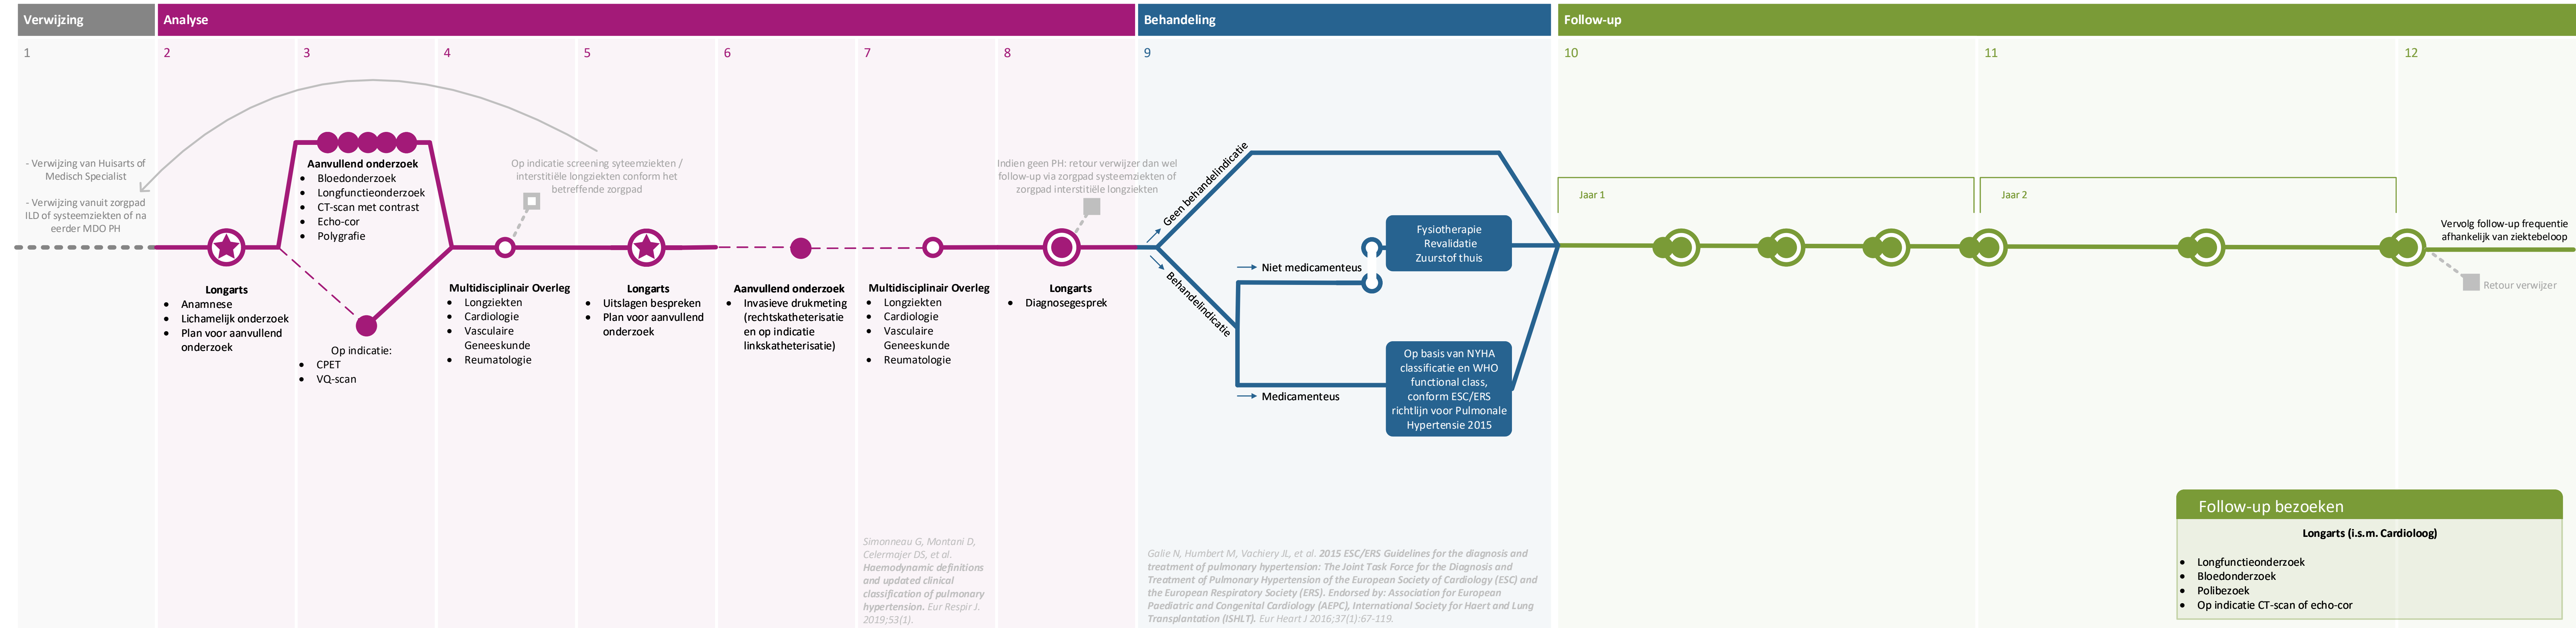 Verwijzing
Analyse
Behandeling
Follow-up
1
2
3
4
5
6
7
8
9
10
11
12
- Verwijzing van Huisarts of
Medisch Specialist
- Verwijzing vanuit zorgpad
ILD of systeemziekten of na
eerder MDO PH
Longarts
• Anamnese
• Lichamelijk onderzoek
• Plan voor aanvullend
onderzoek
Aanvullend onderzoek
• Bloedonderzoek
• Longfunctieonderzoek
• CT-scan met contrast
• Echo-cor
• Polygrafie
Op indicatie:
• CPET
• VQ-scan
Op indicatie screening syteemziekten /
interstitiële longziekten conform het
betreffende zorgpad
Multidisciplinair Overleg
• Longziekten
• Cardiologie
• Vasculaire
Geneeskunde
• Reumatologie
Longarts
• Uitslagen bespreken
• Plan voor aanvullend
onderzoek
Aanvullend onderzoek
• Invasieve drukmeting
(rechtskatheterisatie
en op indicatie
linkskatheterisatie)
Multidisciplinair Overleg
• Longziekten
• Cardiologie
• Vasculaire
Geneeskunde
• Reumatologie
Simonneau G, Montani D,
Celermajer DS, et al.
Haemodynamic definitions
and updated clinical
classification of pulmonary
hypertension. Eur Respir J.
2019;53(1).
Indien geen PH: retour verwijzer dan wel
follow-up via zorgpad systeemziekten of
zorgpad interstitiële longziekten
Longarts
• Diagnosegesprek
Geen behandelindicatie
Behandelindicatie
Niet medicamenteus
Medicamenteus
Fysiotherapie
Revalidatie
Zuurstof thuis
Op basis van NYHA
classificatie en WHO
functional class,
conform ESC/ERS
richtlijn voor Pulmonale
Hypertensie 2015
Galie N, Humbert M, Vachiery JL, et al. 2015 ESC/ERS Guidelines for the diagnosis and
treatment of pulmonary hypertension: The Joint Task Force for the Diagnosis and
Treatment of Pulmonary Hypertension of the European Society of Cardiology (ESC) and
the European Respiratory Society (ERS). Endorsed by: Association for European
Paediatric and Congenital Cardiology (AEPC), International Society for Haert and Lung
Transplantation (ISHLT). Eur Heart J 2016;37(1):67-119.
Jaar 1
Jaar 2
Vervolg follow-up frequentie
afhankelijk van ziektebeloop
Retour verwijzer
Follow-up bezoeken
Longarts (i.s.m. Cardioloog)
• Longfunctieonderzoek
• Bloedonderzoek
• Polibezoek
• Op indicatie CT-scan of echo-cor